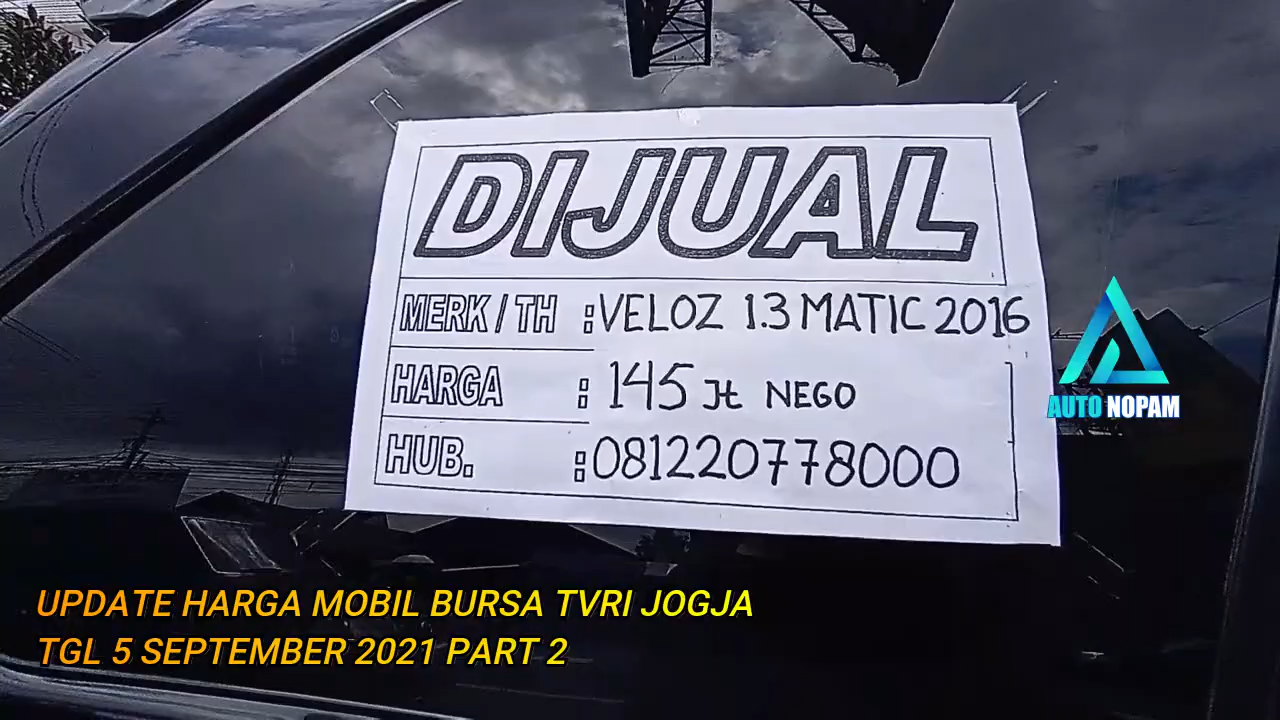 DIJUAL
MERK / TH : VELOZ 1.3 MATIC 2016
HARGA : 145 Jt NEGO
HUB. : 081220778000
AUTO NOPAM
UPDATE HARGA MOBIL BURSA TVRI JOGJA
TGL 5 SEPTEMBER 2021 PART 2